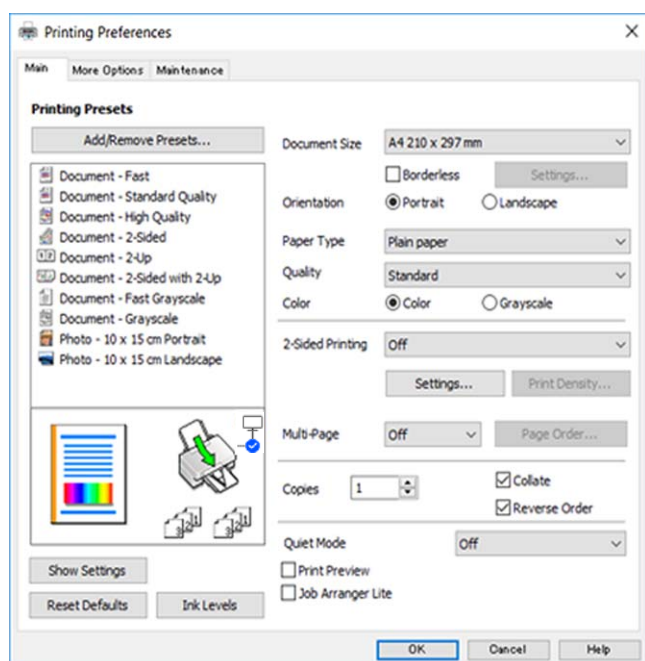 Printing Preferences
Main More Options Maintenance
Printing Presets
Add/Remove Presets...
Document - Fast
Document - Standard Quality
Document - High Quality
Document - 2-Sided
Document - 2-Up
Document - 2-Sided with 2-Up
Document - Fast Grayscale
Document - Grayscale
Photo - 10 x 15 cm Portrait
Photo - 10 x 15 cm Landscape
Show Settings
Reset Defaults Ink Levels
Document Size A4 210 x 297 mm
Borderless Settings...
Orientation Portrait Landscape
Paper Type Plain paper
Quality Standard
Color Color Grayscale
2-Sided Printing Off
Settings... Print Density...
Multi-Page Off Page Order...
Copies 1 Collate
Reverse Order
Quiet Mode Off
Print Preview
Job Arranger Lite
OK Cancel Help